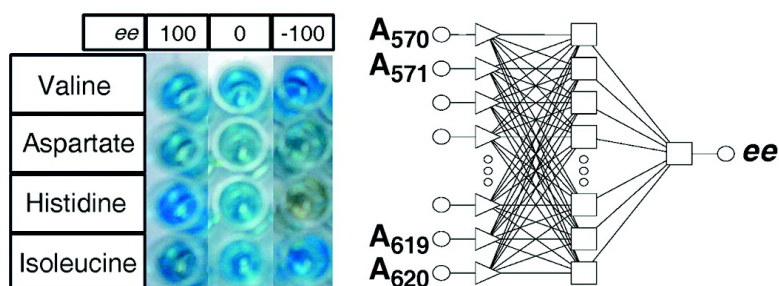 ee 100 0 -100
Valine
Aspartate
Histidine
Isoleucine
A570
A571
A619
A620
ee